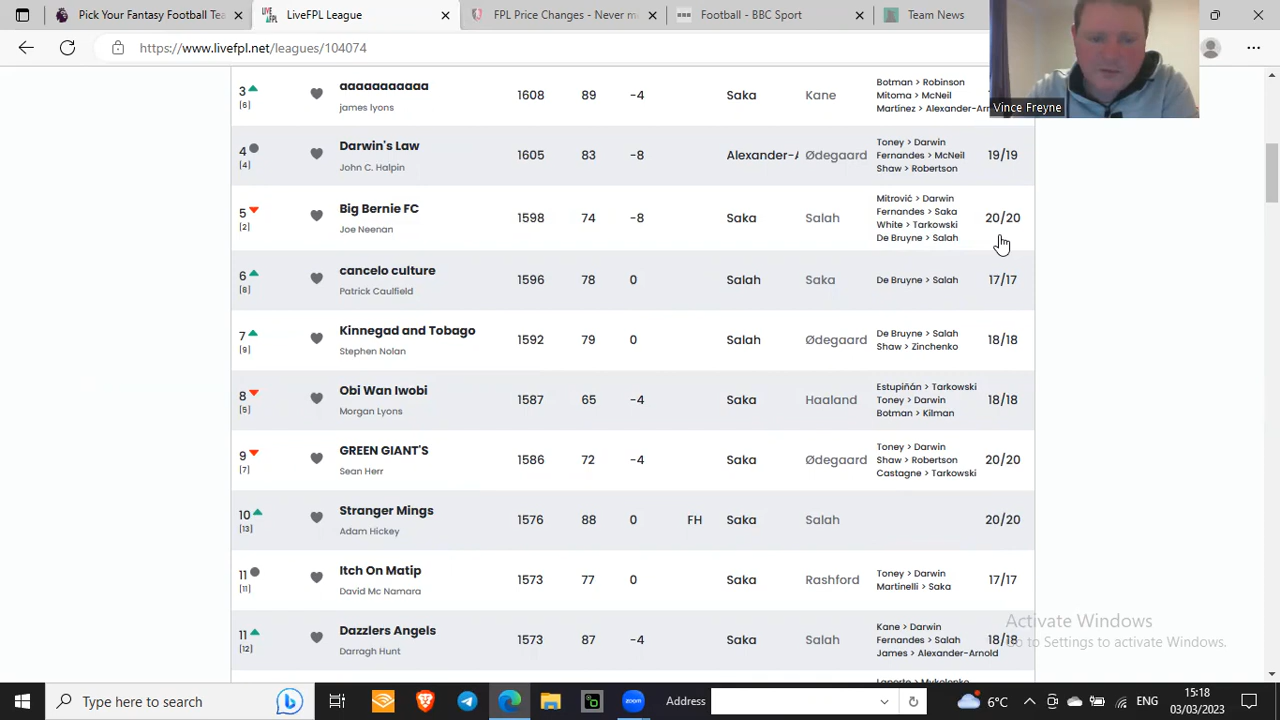 Pick Your Fantasy Football Tea
LiveFPL League
FPL Price Changes - Never m
Football - BBC Sport
Team News
https://www.livefpl.net/leagues/104074
Vince Freyne
3 aaaaaaaaaaa 1608 89 -4 Saka Kane
[6] james lyons
Botman > Robinson
Mitoma > McNeil
Martínez > Alexander-Arn
4 Darwin's Law 1605 83 -8 Alexander-A Ødegaard 19/19
[4] John C. Halpin
Toney > Darwin
Fernandes > McNeil
Shaw > Robertson
5 Big Bernie FC 1598 74 -8 Saka Salah 20/20
[2] Joe Neenan
Mitrović > Darwin
Fernandes > Saka
White > Tarkowski
De Bruyne > Salah
6 cancelo culture 1596 78 0 Salah Saka De Bruyne > Salah 17/17
[8] Patrick Caulfield
7 Kinnegad and Tobago 1592 79 0 Salah Ødegaard 18/18
[9] Stephen Nolan
De Bruyne > Salah
Shaw > Zinchenko
8 Obi Wan Iwobi 1587 65 -4 Saka Haaland 18/18
[5] Morgan Lyons
Estupiñán > Tarkowski
Toney > Darwin
Botman > Kilman
9 GREEN GIANT'S 1586 72 -4 Saka Ødegaard 20/20
[7] Sean Herr
Toney > Darwin
Shaw > Robertson
Castagne > Tarkowski
10 Stranger Mings 1576 88 0 FH Saka Salah 20/20
[13] Adam Hickey
11 Itch On Matip 1573 77 0 Saka Rashford 17/17
[11] David Mc Namara
Toney > Darwin
Martinelli > Saka
11 Dazzlers Angels 1573 87 -4 Saka Salah 18/18
[12] Darragh Hunt
Kane > Darwin
Fernandes > Salah
James > Alexander-Arnold
Activate Windows
Go to Settings to activate Windows.
Type here to search
Address
6°C
ENG
15:18
03/03/2023